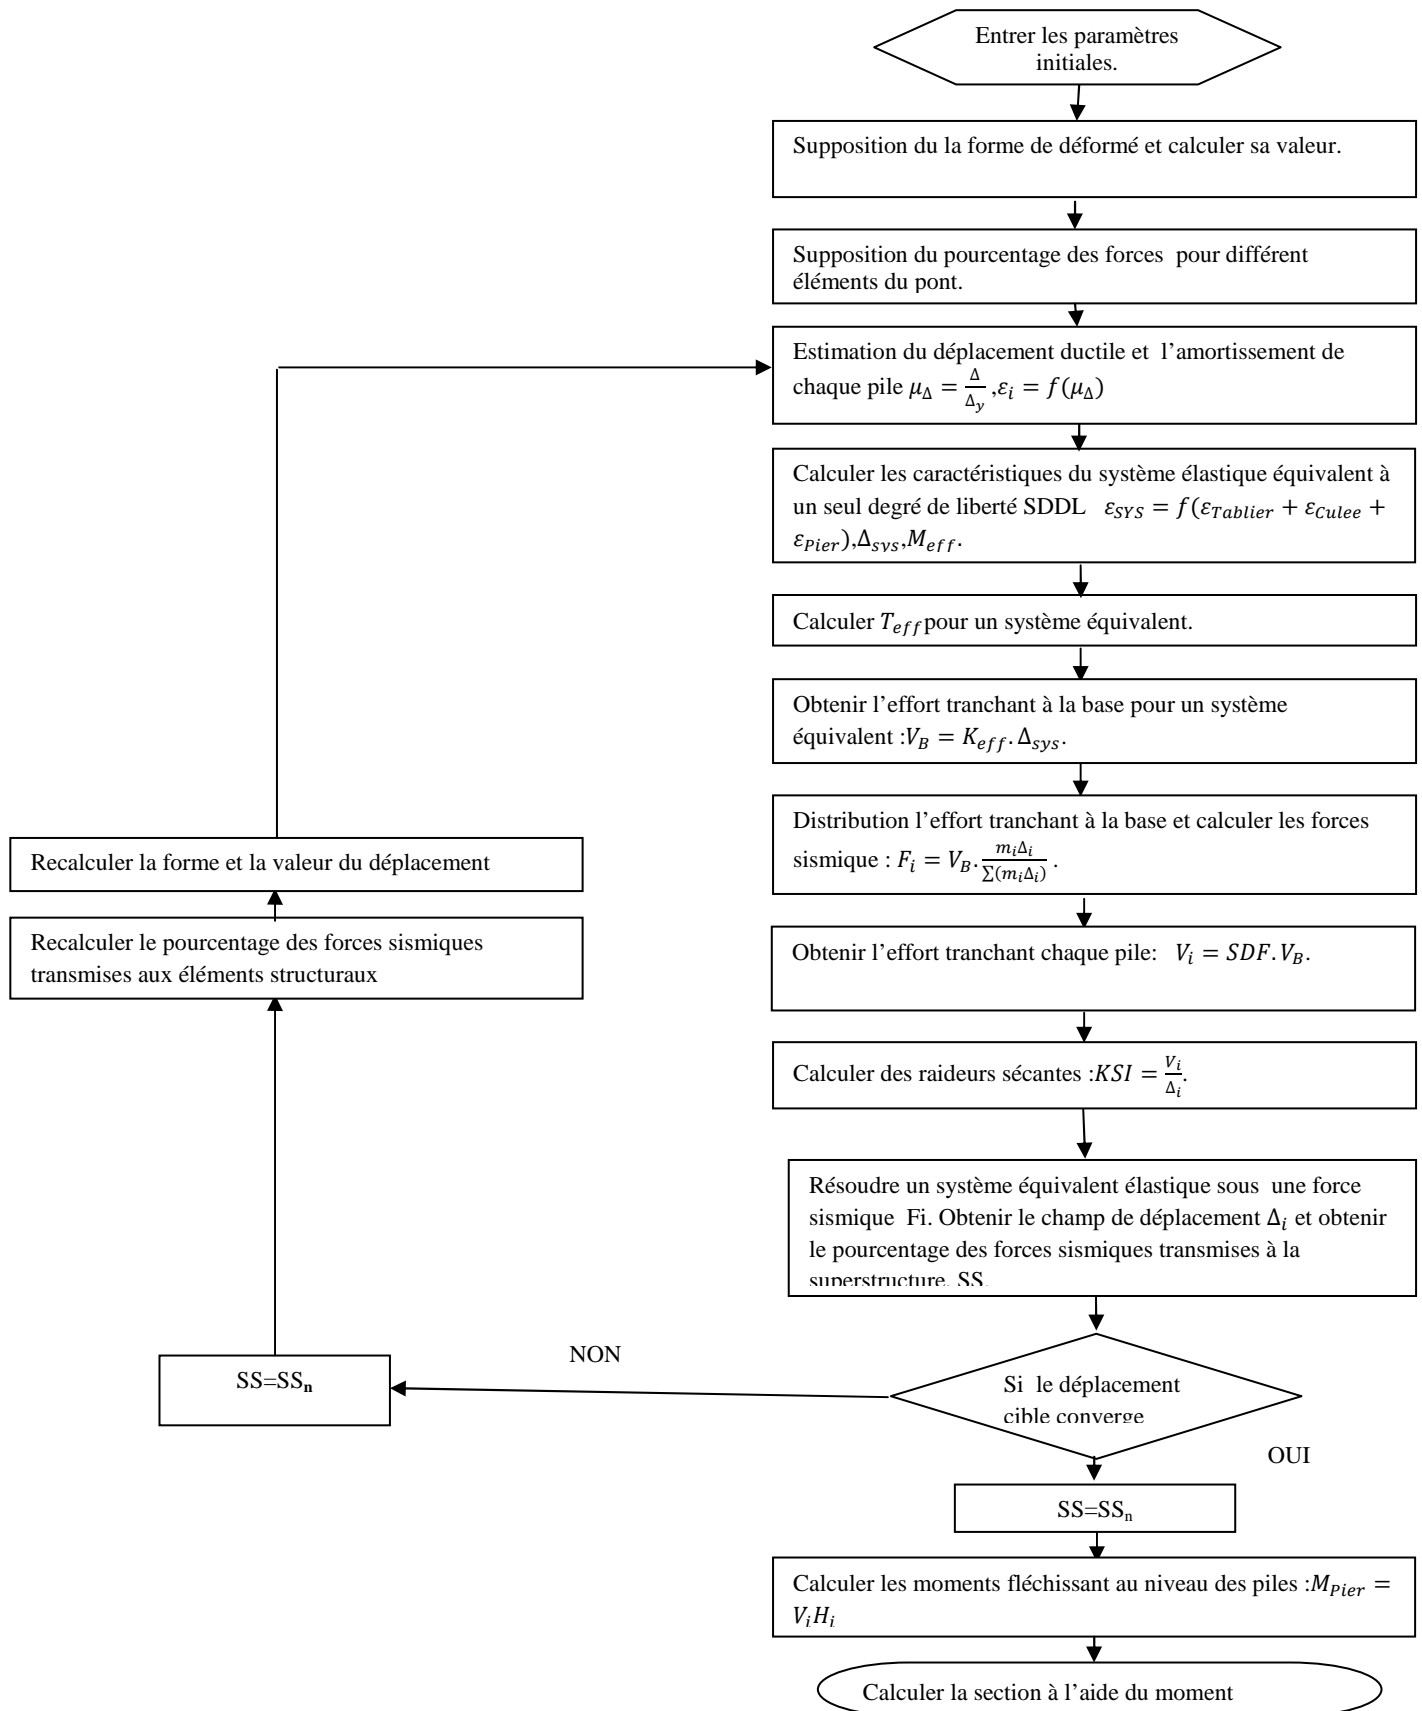 Entrer les paramètres
initiales.
Supposition du la forme de déformé et calculer sa valeur.
Supposition du pourcentage des forces  pour différent
éléments du pont.
Estimation du déplacement ductile et  l’amortissement de
chaque pile μ_Δ = Δ/Δ_y ,ε_i = f(μ_Δ)
Calculer les caractéristiques du système élastique équivalent à
un seul degré de liberté SDDL   ε_SYS = f(ε_Tablier + ε_Culee +
ε_Pier),Δ_sys,M_eff.
Calculer T_eff pour un système équivalent.
Obtenir l’effort tranchant à la base pour un système
équivalent :V_B = K_eff. Δ_sys.
Distribution l’effort tranchant à la base et calculer les forces
sismique : F_i = V_B. m_iΔ_i/∑(m_iΔ_i) .
Obtenir l’effort tranchant chaque pile:   V_i = SDF. V_B.
Calculer des raideurs sécantes :KSI = V_i/Δ_i.
Résoudre un système équivalent élastique sous  une force
sismique  Fi. Obtenir le champ de déplacement Δ_i et obtenir
le pourcentage des forces sismiques transmises à la
superstructure. SS.
Si  le déplacement
cible converge
NON
OUI
SS=SS_n
Recalculer le pourcentage des forces sismiques
transmises aux éléments structuraux
Recalculer la forme et la valeur du déplacement
SS=SS_n
Calculer les moments fléchissant au niveau des piles :M_Pier =
V_iH_i
Calculer la section à l’aide du moment